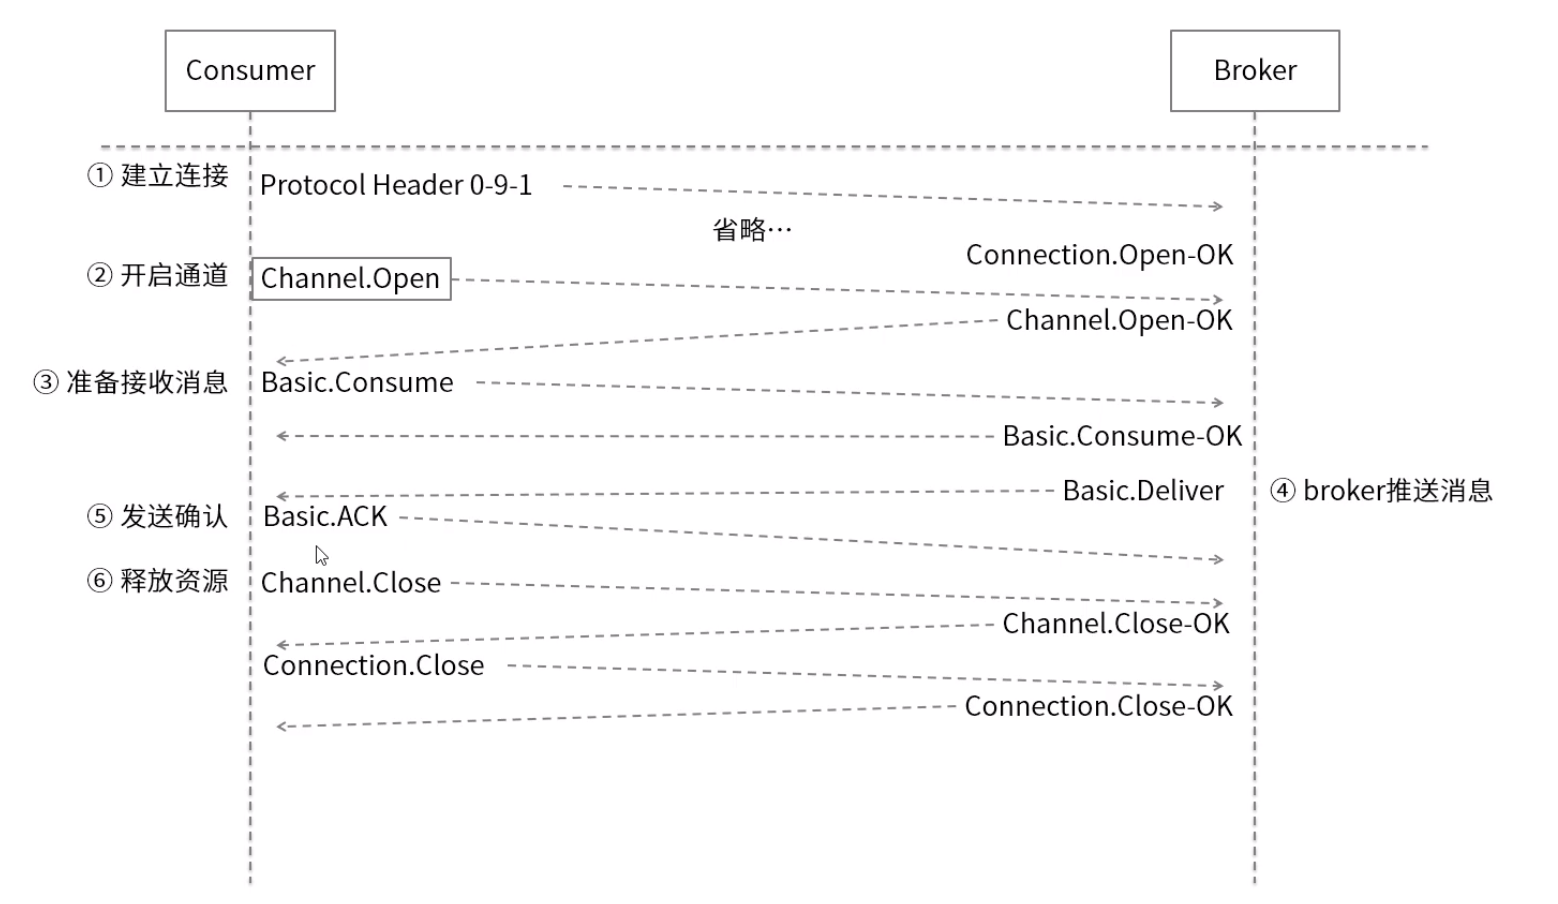 Consumer
Broker
① 建立连接
Protocol Header 0-9-1
省略…
Connection.Open-OK
② 开启通道
Channel.Open
Channel.Open-OK
③ 准备接收消息
Basic.Consume
Basic.Consume-OK
Basic.Deliver
④ broker推送消息
⑤ 发送确认
Basic.ACK
⑥ 释放资源
Channel.Close
Channel.Close-OK
Connection.Close
Connection.Close-OK